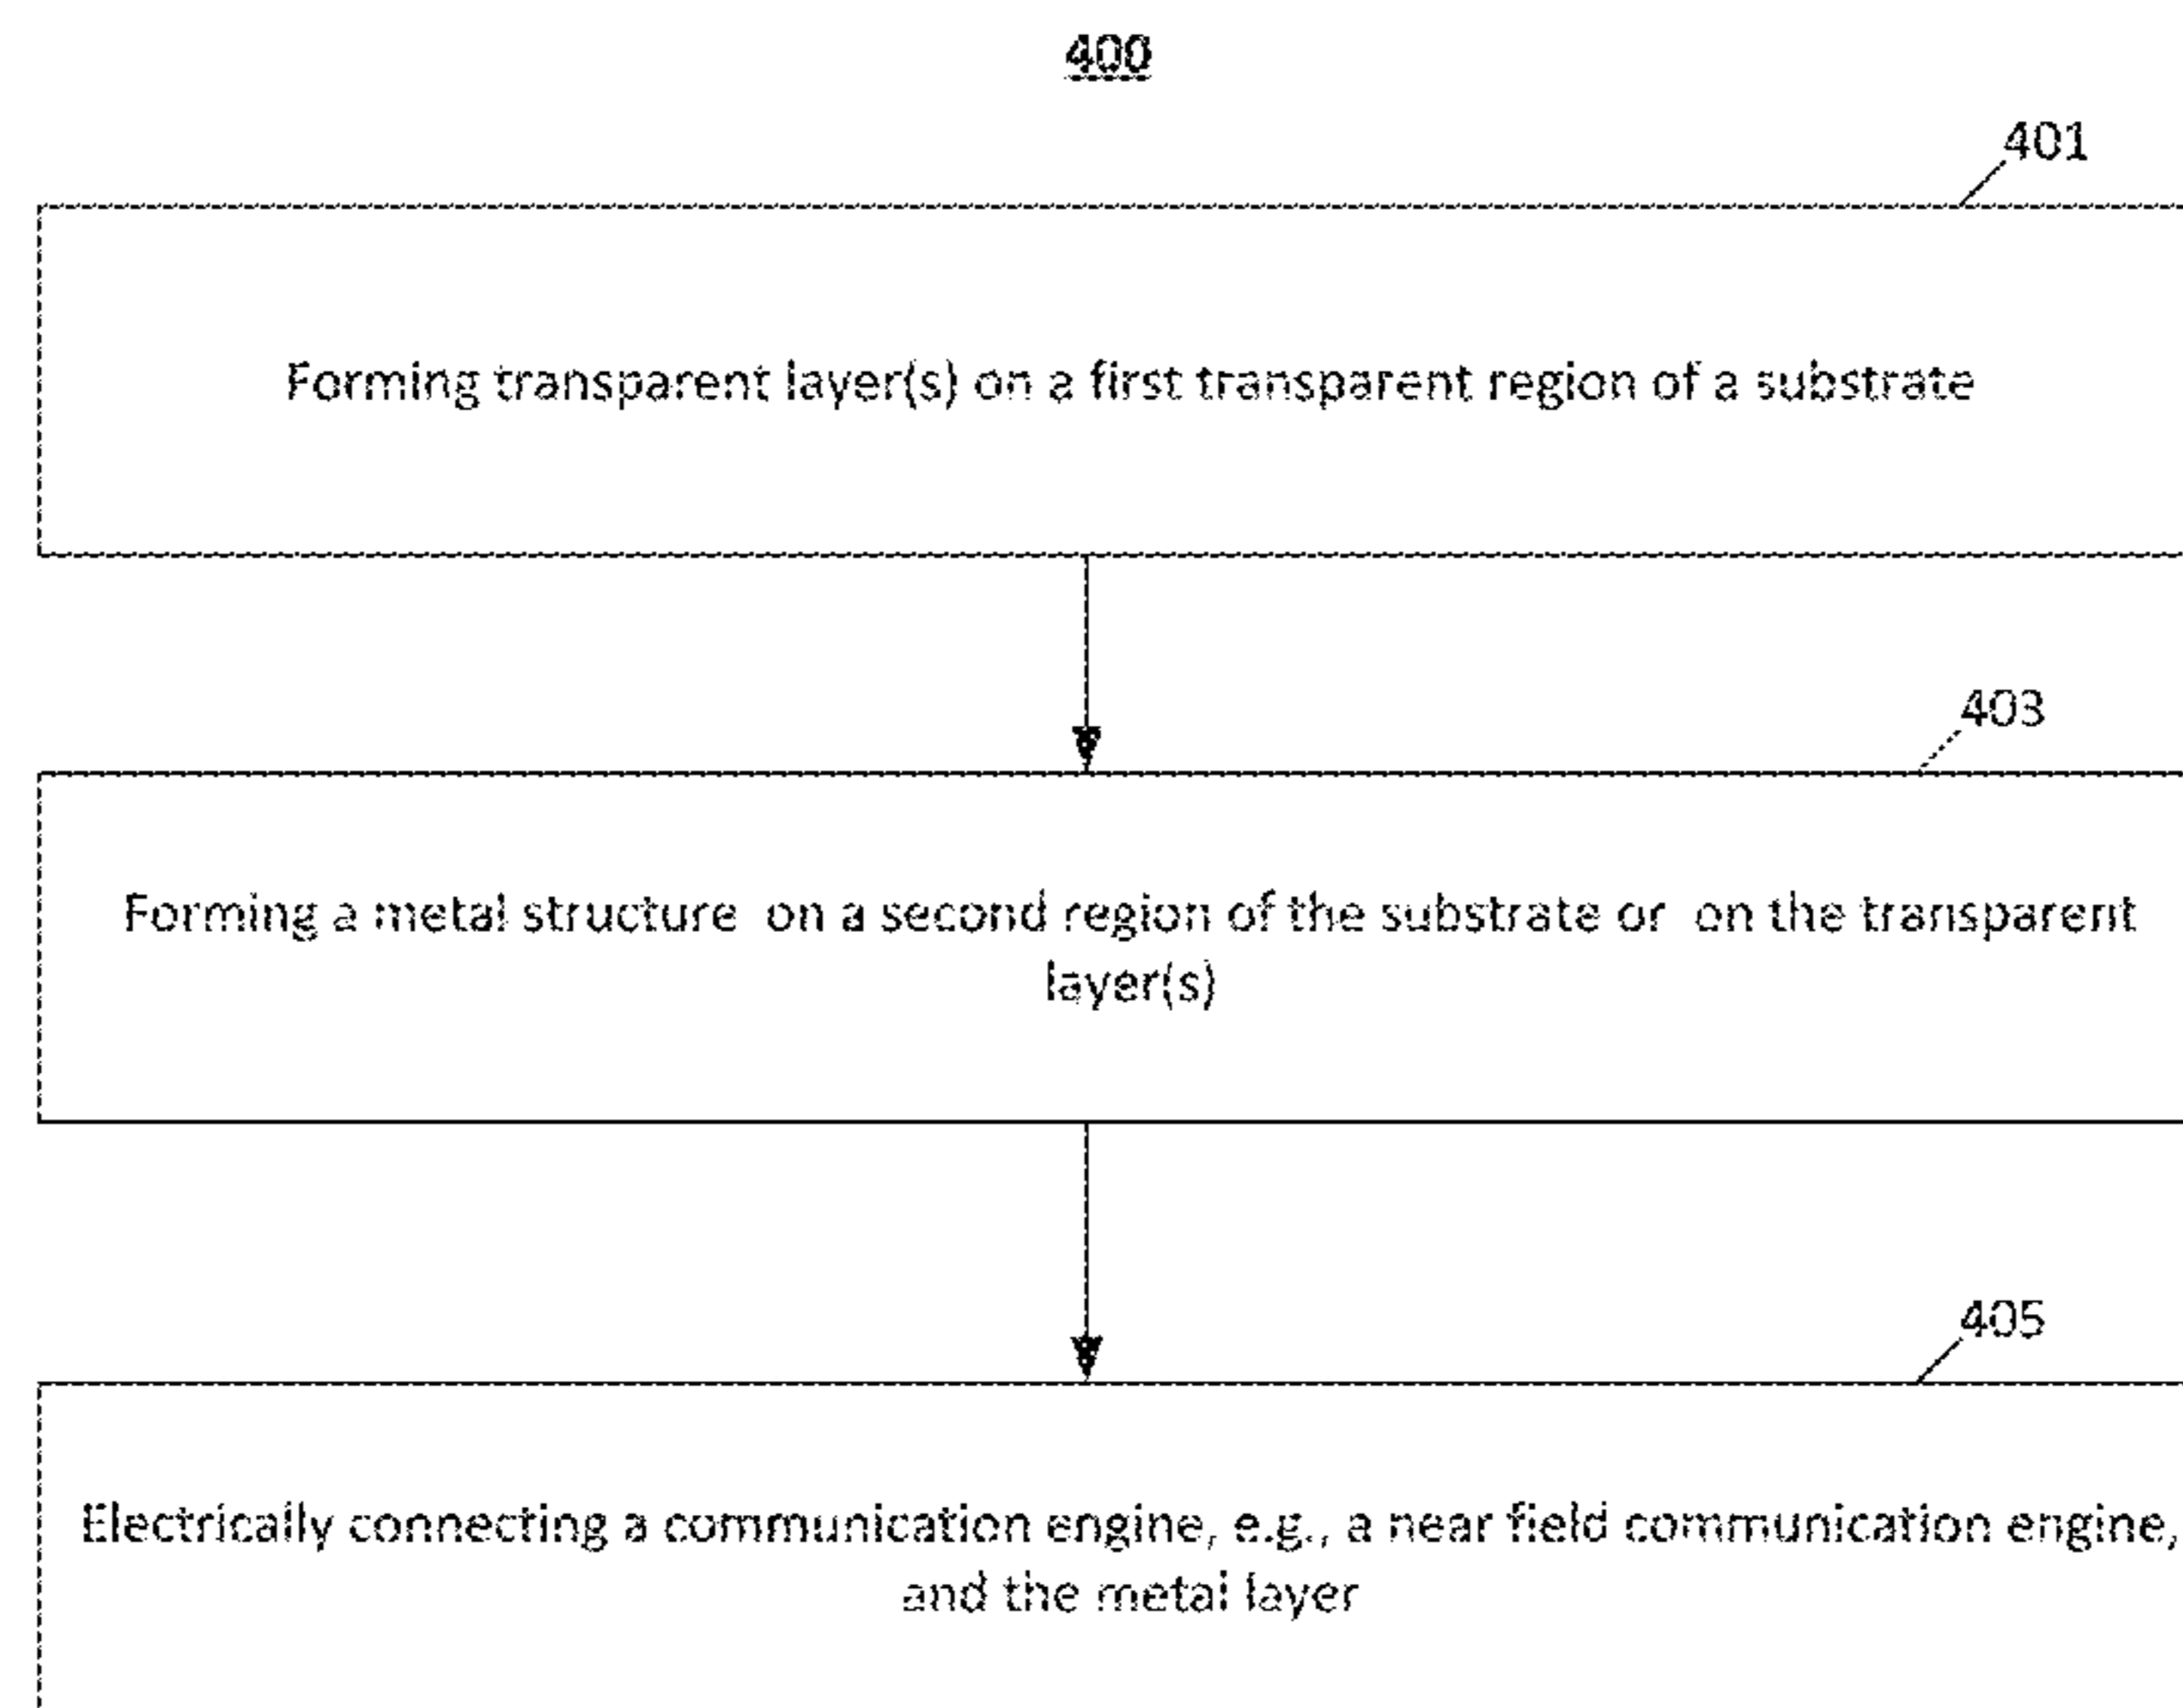 400
401
Forming transparent layer(s) on a first transparent region of a substrate
403
Forming a metal structure on a second region of the substrate or on the transparent
layer(s)
405
Electrically connecting a communication engine, e.g., a near field communication engine,
and the metal layer